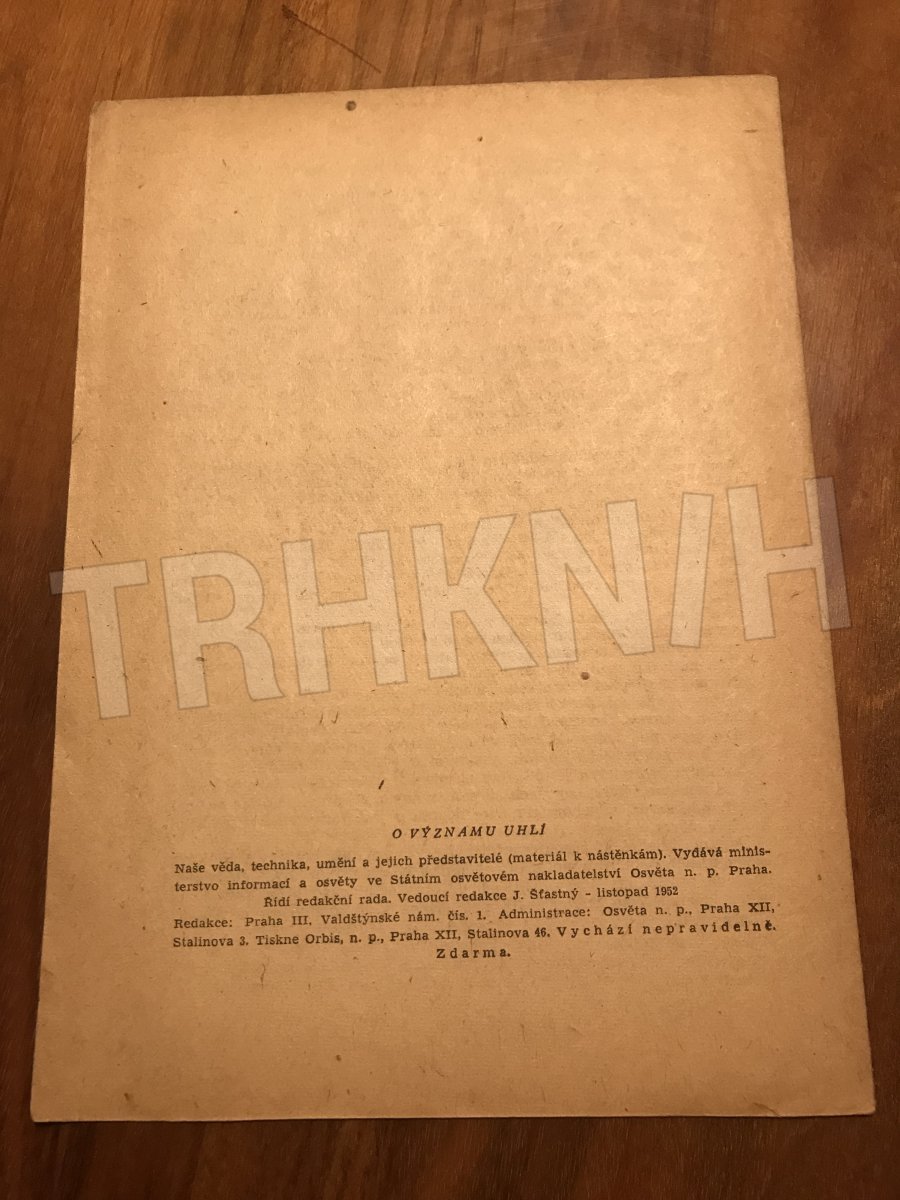 TRHKNIH
O VÝZNAMU UHLÍ
Naše věda, technika, umění a jejich představitelé (materiál k nástěnkám). Vydává minis-
terstvo informací a osvěty ve Státním osvětovém nakladatelství Osvěta n. p. Praha.
Řídí redakční rada. Vedoucí redakce J. Šťastný - listopad 1952
Redakce: Praha III. Valdštýnské nám. čís. 1. Administrace: Osvěta n. p., Praha XII,
Stalinova 3. Tiskne Orbis, n. p., Praha XII, Stalinova 46. Vychází nepravidelně.
Zdarma.